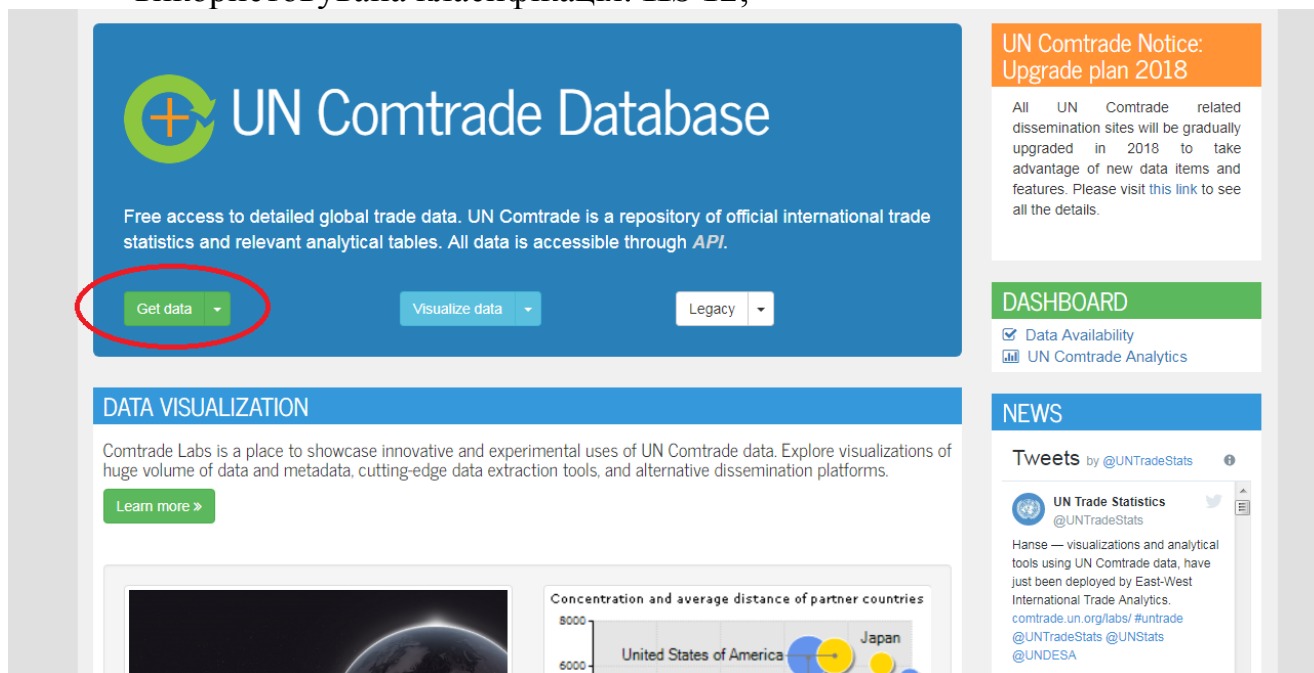 використовувана класифікація: HS 12;
UN Comtrade Database
Free access to detailed global trade data. UN Comtrade is a repository of official international trade
statistics and relevant analytical tables. All data is accessible through API.
Get data
Visualize data
Legacy
DATA VISUALIZATION
Comtrade Labs is a place to showcase innovative and experimental uses of UN Comtrade data. Explore visualizations of
huge volume of data and metadata, cutting-edge data extraction tools, and alternative dissemination platforms.
Learn more »
Concentration and average distance of partner countries
8000
Japan
United States of America
6000
UN Comtrade Notice:
Upgrade plan 2018
All UN Comtrade related
dissemination sites will be gradually
upgraded in 2018 to take
advantage of new data items and
features. Please visit this link to see
all the details.
DASHBOARD
Data Availability
UN Comtrade Analytics
NEWS
Tweets by @UNTradeStats
UN Trade Statistics
@UNTradeStats
Hanse — visualizations and analytical
tools using UN Comtrade data, have
just been deployed by East-West
International Trade Analytics.
comtrade.un.org/labs/ #untrade
@UNTradeStats @UNStats
@UNDESA